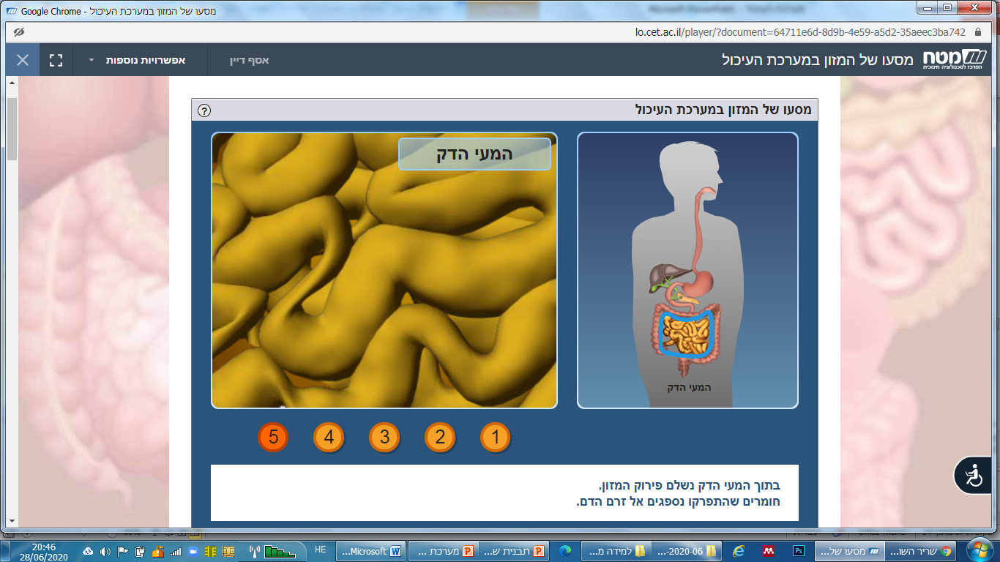 מסעו של המזון במערכת העיכול - Google Chrome
lo.cet.ac.il/player/?document=64711e6d-8d9b-4e59-a5d2-35aeec3ba742
מטח
המרכז לטכנולוגיה חינוכית
מסעו של המזון במערכת העיכול
אסף דיין
אפשרויות נוספות
מסעו של המזון במערכת העיכול
?
המעי הדק
המעי הדק
1
2
3
4
5
בתוך המעי הדק נשלם פירוק המזון.
חומרים שהתפרקו נספגים אל זרם הדם.
שריר השו...
מסעו של...
Ps
2020-06-...
למידה מ...
תבנית ש...
מערכת ...
Microsoft...
HE
20:46
28/06/2020